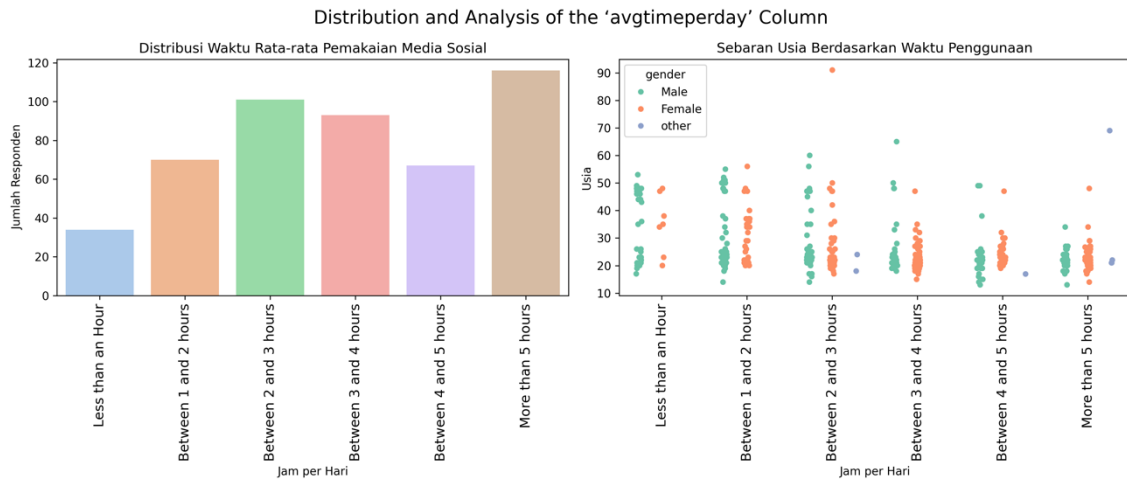 Distribution and Analysis of the ‘avgtimeperday’ Column
Distribusi Waktu Rata-rata Pemakaian Media Sosial
Jumlah Responden
120
100
80
60
40
20
0
Less than an Hour
Between 1 and 2 hours
Between 2 and 3 hours
Between 3 and 4 hours
Between 4 and 5 hours
More than 5 hours
Jam per Hari
Sebaran Usia Berdasarkan Waktu Penggunaan
Usia
90
80
70
60
50
40
30
20
10
gender
Male
Female
other
Less than an Hour
Between 1 and 2 hours
Between 2 and 3 hours
Between 3 and 4 hours
Between 4 and 5 hours
More than 5 hours
Jam per Hari